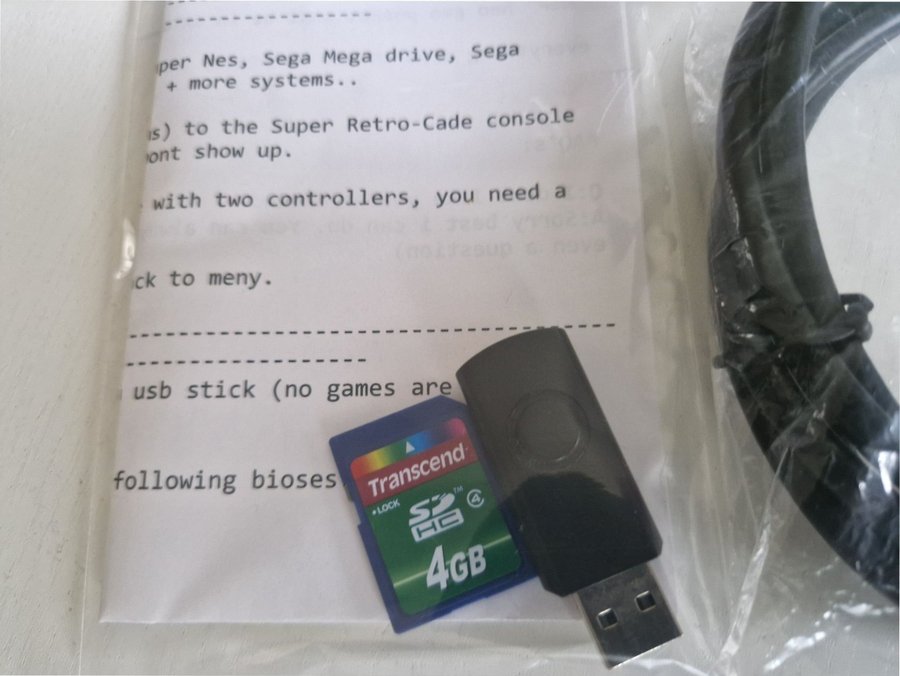 --------------------
per Nes, Sega Mega drive, Sega
+ more systems..
s) to the Super Retro-Cade console
ont show up.
with two controllers, you need a
ck to meny.
------------------------------------------
--------------------
usb stick (no games are
following bioses
Transcend
LOCK
SD HC ™ 4
4GB